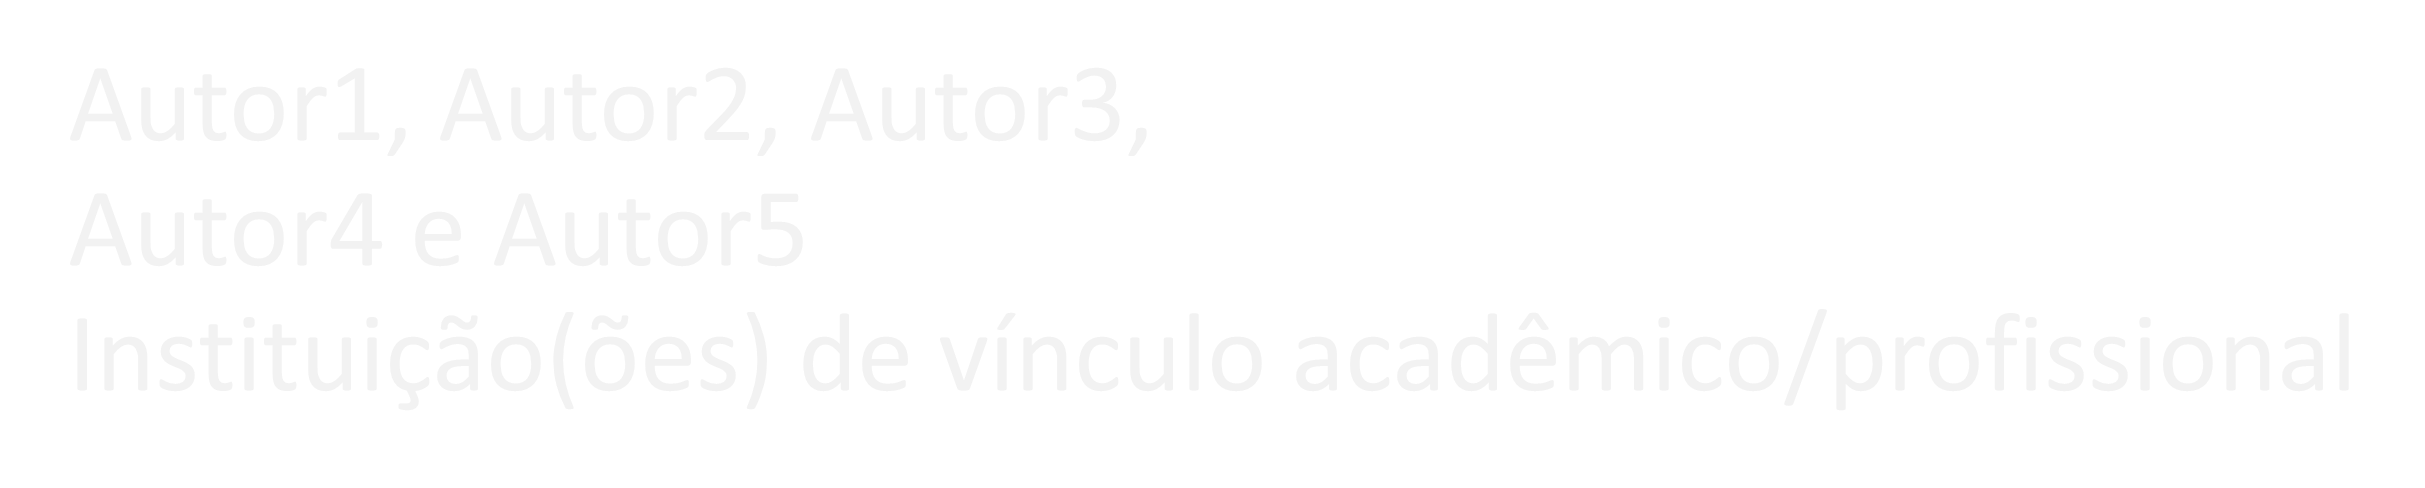 Autor1, Autor2, Autor3,
Autor4 e Autor5
Instituição(ões) de vínculo acadêmico/profissional